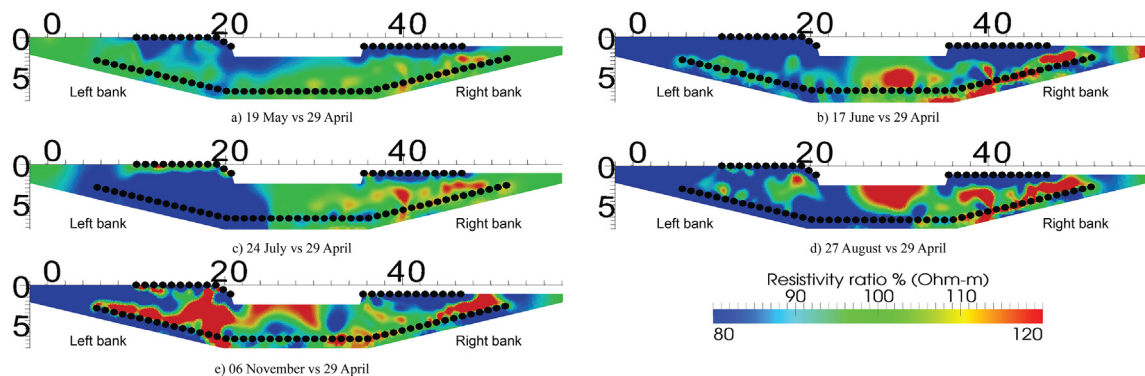 0 20 40
0
5
Left bank Right bank
a) 19 May vs 29 April
0 20 40
0
5
Left bank Right bank
b) 17 June vs 29 April
0 20 40
0
5
Left bank Right bank
c) 24 July vs 29 April
0 20 40
0
5
Left bank Right bank
d) 27 August vs 29 April
0 20 40
0
5
Left bank Right bank
e) 06 November vs 29 April
Resistivity ratio % (Ohm-m)
90 100 110
80 120